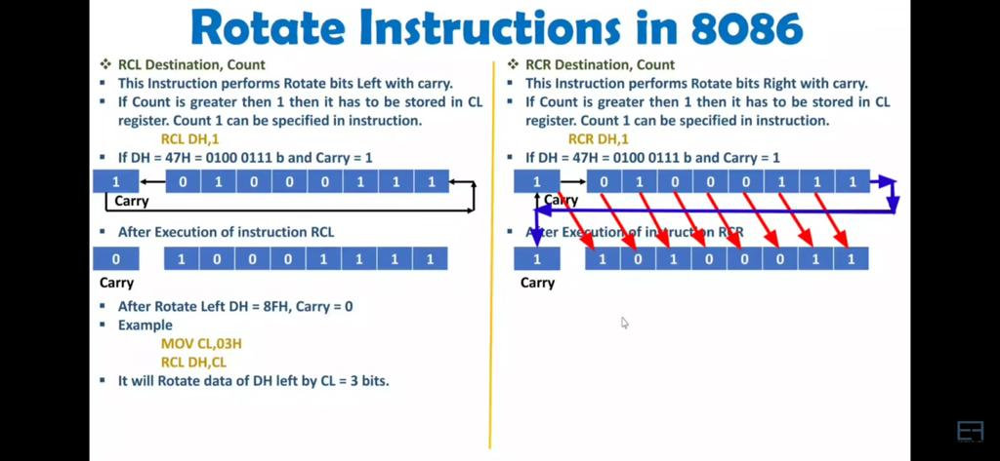 Rotate Instructions in 8086
❖ RCL Destination, Count
▪ This Instruction performs Rotate bits Left with carry.
▪ If Count is greater then 1 then it has to be stored in CL
register. Count 1 can be specified in instruction.
RCL DH,1
▪ If DH = 47H = 0100 0111 b and Carry = 1
1 0 1 0 0 0 1 1 1
Carry
▪ After Execution of instruction RCL
0 1 0 0 0 1 1 1 1
Carry
▪ After Rotate Left DH = 8FH, Carry = 0
▪ Example
MOV CL,03H
RCL DH,CL
▪ It will Rotate data of DH left by CL = 3 bits.
❖ RCR Destination, Count
▪ This Instruction performs Rotate bits Right with carry.
▪ If Count is greater then 1 then it has to be stored in CL
register. Count 1 can be specified in instruction.
RCR DH,1
▪ If DH = 47H = 0100 0111 b and Carry = 1
1 0 1 0 0 0 1 1 1
Carry
▪ After Execution of instruction RCR
1 1 0 1 0 0 0 1 1
Carry